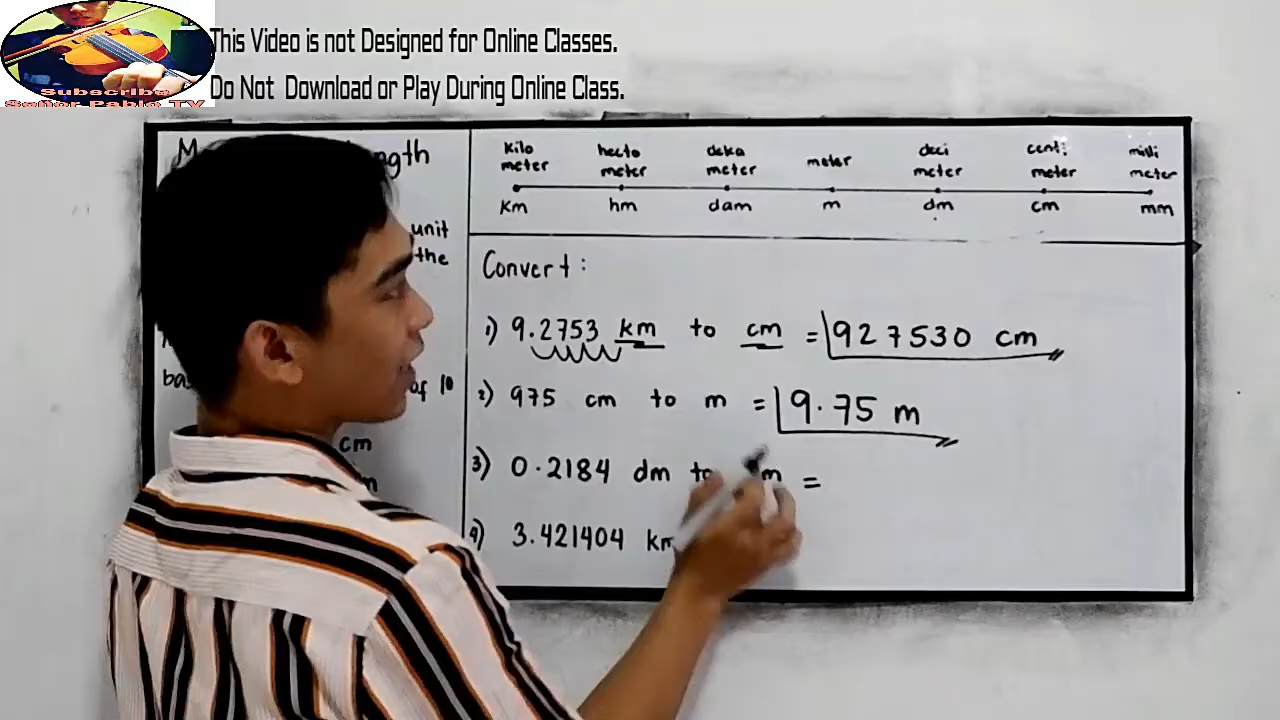 This Video is not Designed for Online Classes.
Do Not Download or Play During Online Class.
Subscribe
Señor Pablo TV
unit
the
of 10
cm
kilo meter
hecto meter
deka meter
meter
deci meter
centi meter
milli meter
Km
hm
dam
m
dm
cm
mm
Convert :
1) 9.2753 km to cm = 927530 cm
2) 975 cm to m = 9.75 m
3) 0.2184 dm to =
4) 3.421404 km